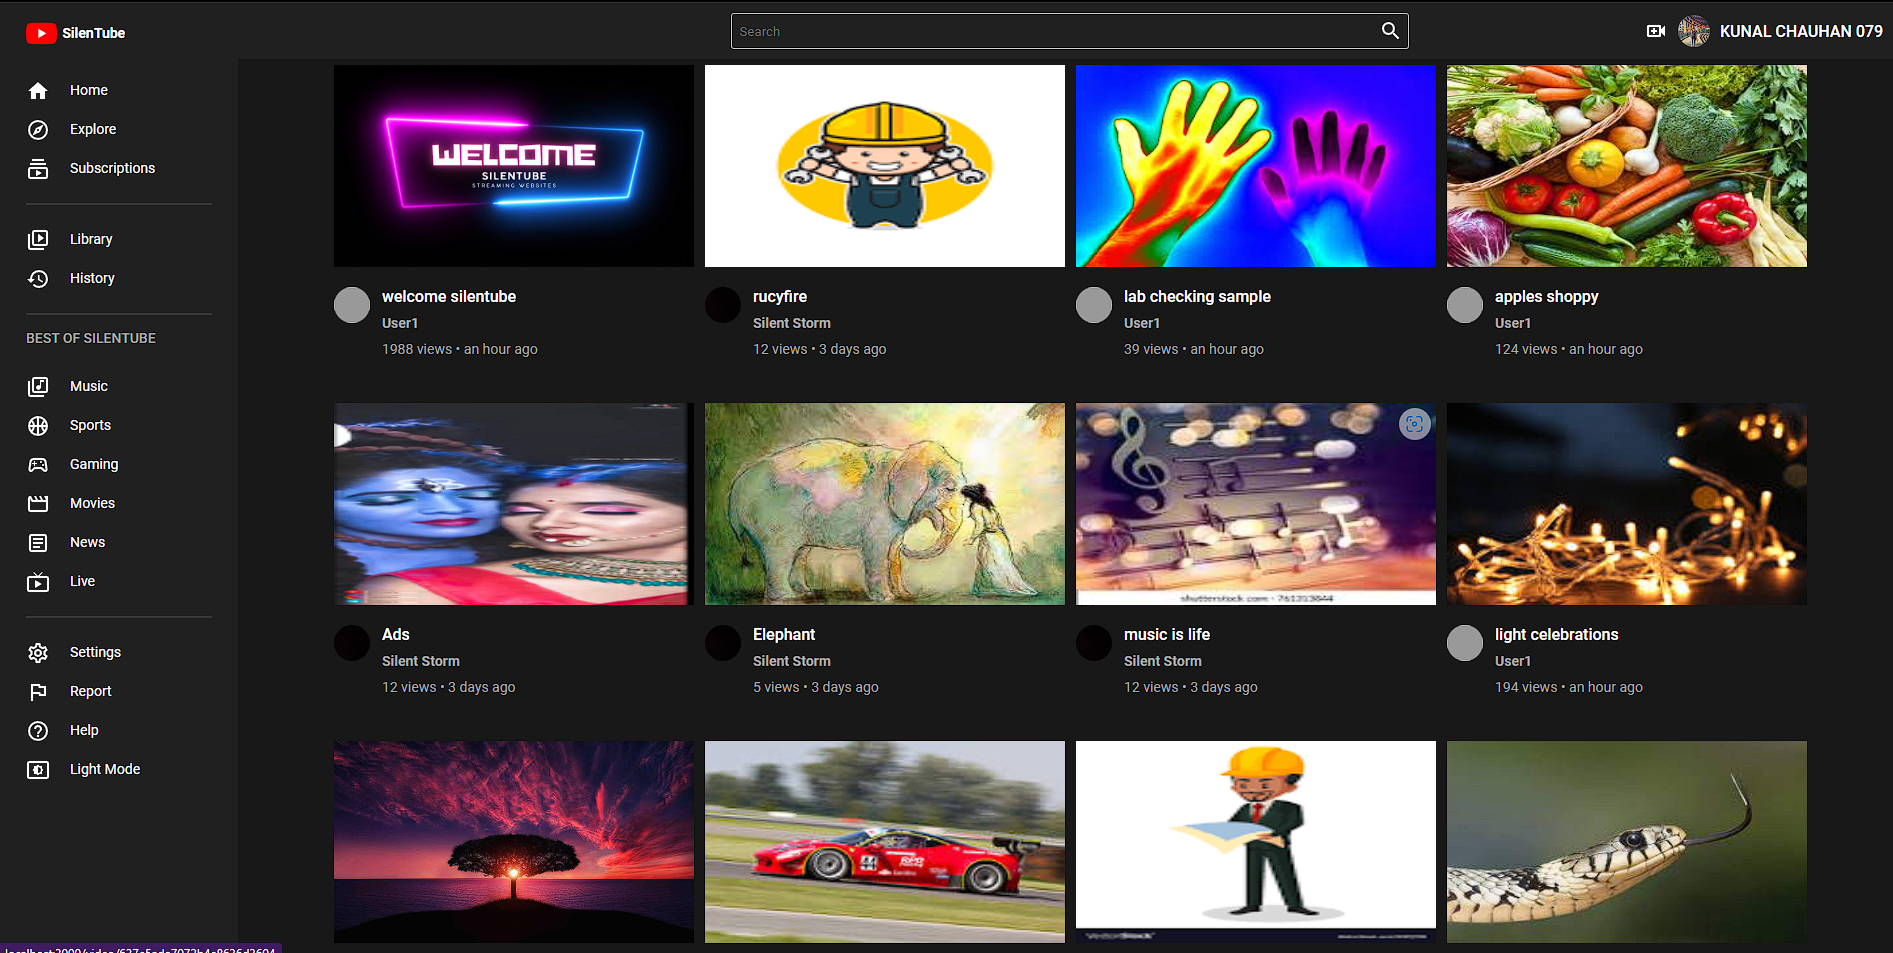 SilenTube
Search
KUNAL CHAUHAN 079
Home
Explore
Subscriptions
Library
History
BEST OF SILENTUBE
Music
Sports
Gaming
Movies
News
Live
Settings
Report
Help
Light Mode
WELCOME
SILENTUBE
STREAMING WEBSITES
welcome silentube
User1
1988 views • an hour ago
rucyfire
Silent Storm
12 views • 3 days ago
lab checking sample
User1
39 views • an hour ago
apples shoppy
User1
124 views • an hour ago
shutterstock.com · 761313844
Ads
Silent Storm
12 views • 3 days ago
Elephant
Silent Storm
5 views • 3 days ago
music is life
Silent Storm
12 views • 3 days ago
light celebrations
User1
194 views • an hour ago
44
VectorStock